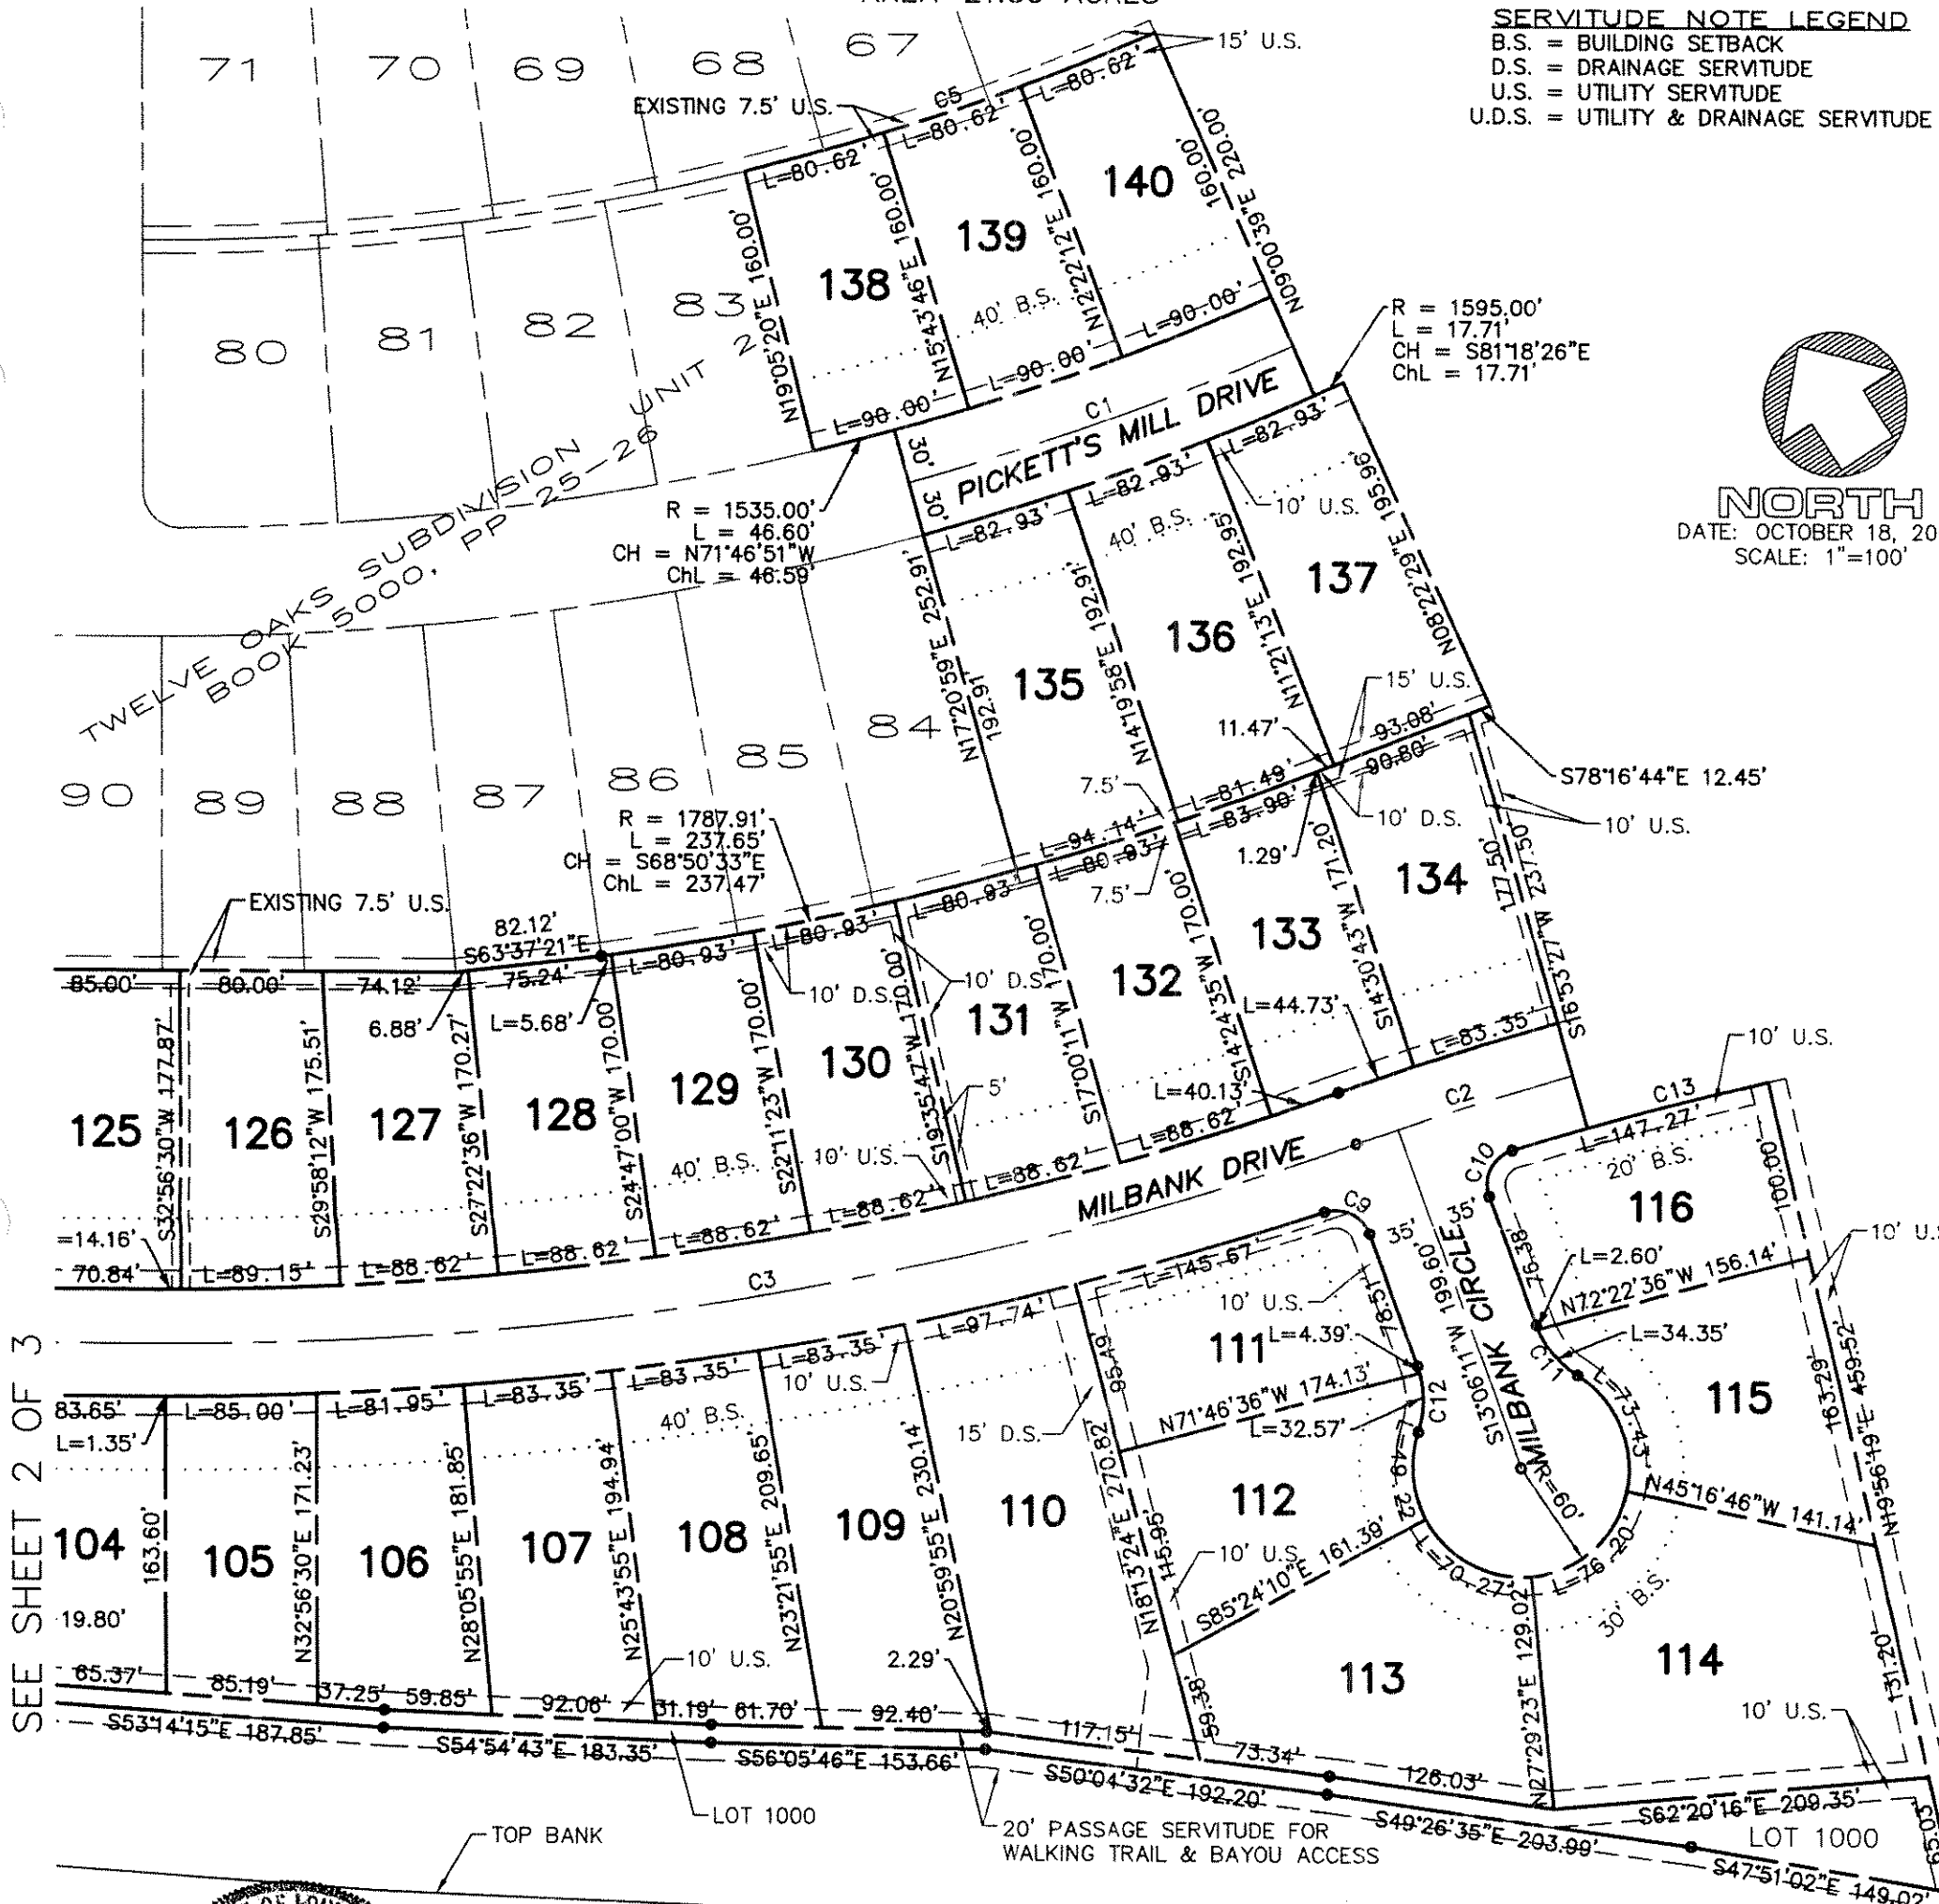 SERVITUDE NOTE LEGEND
B.S. = BUILDING SETBACK
D.S. = DRAINAGE SERVITUDE
U.S. = UTILITY SERVITUDE
U.D.S. = UTILITY & DRAINAGE SERVITUDE
71
70
69
68
67
15' U.S.
EXISTING 7.5' U.S.
C5
L=80.62'
L=80.62'
L=80.62'
N19°05'20"E 160.00'
N15°43'46"E 160.00'
N12°22'12"E 160.00'
160.00'
N09°00'39"E 220.00'
138
139
140
40' B.S.
L=90.00'
L=90.00'
L=90.00'
80
81
82
83
R = 1595.00'
L = 17.71'
CH = S81°18'26"E
ChL = 17.71'
NORTH
DATE: OCTOBER 18, 20
SCALE: 1"=100'
TWELVE OAKS SUBDIVISION UNIT 2
BOOK 5000, PP 25-26
30'
30'
C1
PICKETT'S MILL DRIVE
R = 1535.00'
L = 46.60'
CH = N71°46'51"W
ChL = 46.59'
L=82.93'
L=82.93'
L=82.93'
40' B.S.
10' U.S.
N17°20'59"E 252.91'
192.91'
N14°19'58"E 192.91'
N11°21'13"E 192.95'
N08°22'29"E 195.96'
135
136
137
90
89
88
87
86
85
84
15' U.S.
11.47'
93.08'
90.80'
S78°16'44"E 12.45'
7.5'
81.49'
L=83.90'
10' D.S.
10' U.S.
L=94.14'
L=80.93'
7.5'
1.29'
R = 1787.91'
L = 237.65'
CH = S68°50'33"E
ChL = 237.47'
EXISTING 7.5' U.S.
82.12'
S63°37'21"E
85.00'
80.00'
74.12'
75.24'
6.88'
L=5.68'
L=80.93'
L=80.93'
L=80.93'
10' D.S.
10' D.S.
S32°56'30"W 177.87'
S29°58'12"W 175.51'
S27°22'36"W 170.27'
S24°47'00"W 170.00'
S22°11'23"W 170.00'
S19°35'47"W 170.00'
S17°00'11"W 170.00'
S14°24'35"W 170.00'
S14°30'43"W 171.20'
177.50'
S16°53'27"W 237.50'
125
126
127
128
129
130
131
132
133
134
40' B.S.
10' U.S.
5'
=14.16'
70.84'
L=89.15'
L=88.62'
L=88.62'
L=88.62'
L=88.62'
L=88.62'
L=88.62'
L=40.13'
L=44.73'
L=83.35'
C2
C3
MILBANK DRIVE
C9
C10
C13
10' U.S.
L=147.27'
20' B.S.
116
100.00'
10' U.S
35'
35'
76.38'
L=2.60'
N72°22'36"W 156.14'
L=34.35'
C11
L=73.43'
115
163.29'
N19°56'19"E 459.52'
S13°06'11"W 199.60'
MILBANK CIRCLE
R=60'
L=145.67'
10' U.S.
78.51'
111
L=4.39'
N71°46'36"W 174.13'
L=32.57'
C12
L=49.22'
112
S85°24'10"E 161.39'
L=70.27'
L=76.20'
30' B.S.
N45°16'46"W 141.14'
113
114
131.20'
N27°29'23"E 129.02'
10' U.S.
95.49'
15' D.S.
N18°13'24"E 270.82'
115.95'
10' U.S.
59.38'
SEE SHEET 2 OF 3
83.65'
L=1.35'
L=85.00'
L=81.95'
L=83.35'
L=83.35'
L=83.35'
L=97.74'
10' U.S.
40' B.S.
163.60'
N32°56'30"E 171.23'
N28°05'55"E 181.85'
N25°43'55"E 194.94'
N23°21'55"E 209.65'
N20°59'55"E 230.14'
104
105
106
107
108
109
110
19.80'
65.37'
85.19'
37.25'
59.85'
92.06'
10' U.S.
31.19'
61.70'
92.40'
2.29'
117.15'
73.34'
126.03'
S53°14'15"E 187.85'
S54°54'43"E 183.35'
S56°05'46"E 153.66'
S50°04'32"E 192.20'
S49°26'35"E 203.99'
S62°20'16"E 209.35'
S47°51'02"E 149.02'
65.03'
LOT 1000
LOT 1000
20' PASSAGE SERVITUDE FOR
WALKING TRAIL & BAYOU ACCESS
TOP BANK